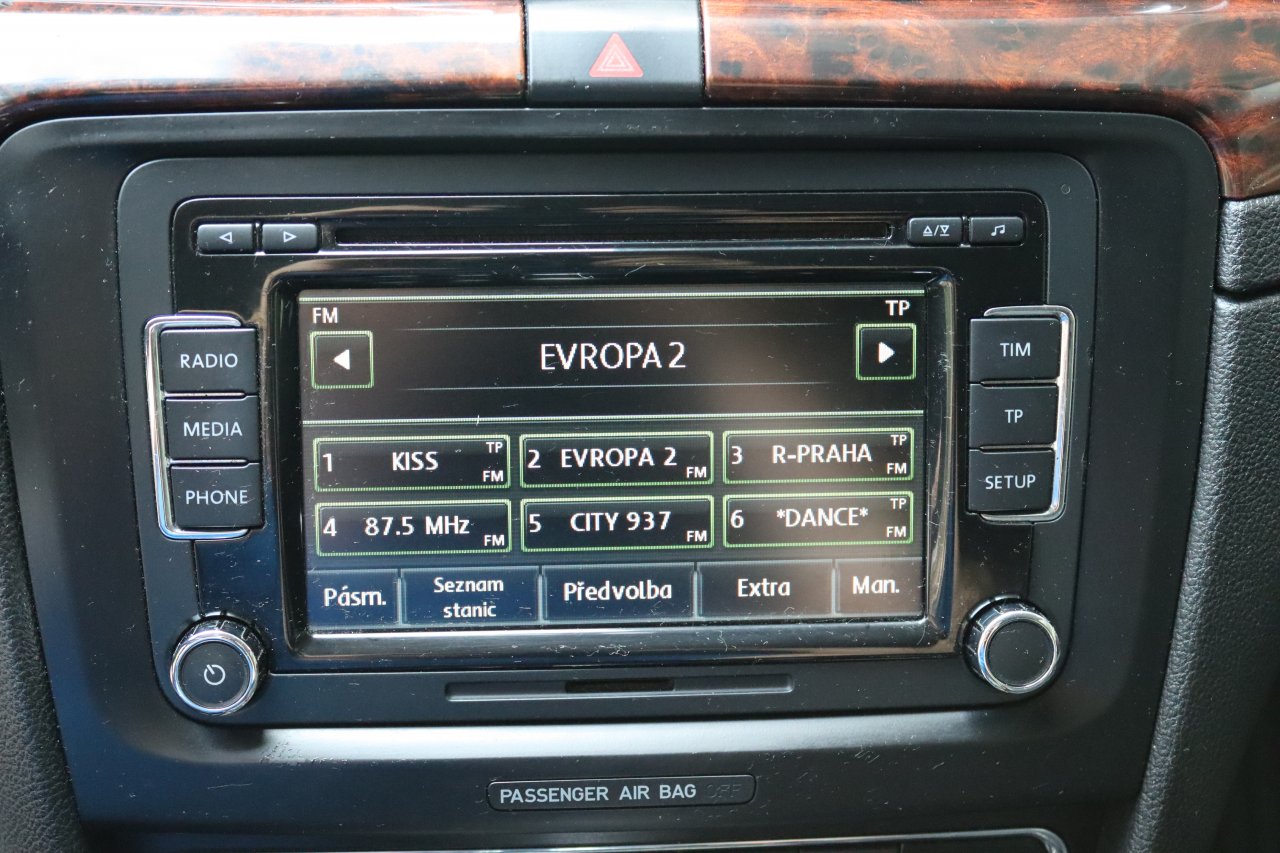 FM
TP
EVROPA 2
RADIO
MEDIA
PHONE
TIM
TP
SETUP
1 KISS TP FM
2 EVROPA 2 FM
3 R-PRAHA TP FM
4 87.5 MHz FM
5 CITY 937 FM
6 *DANCE* TP FM
Pásm.
Seznam
stanic
Předvolba
Extra
Man.
PASSENGER AIR BAG OFF